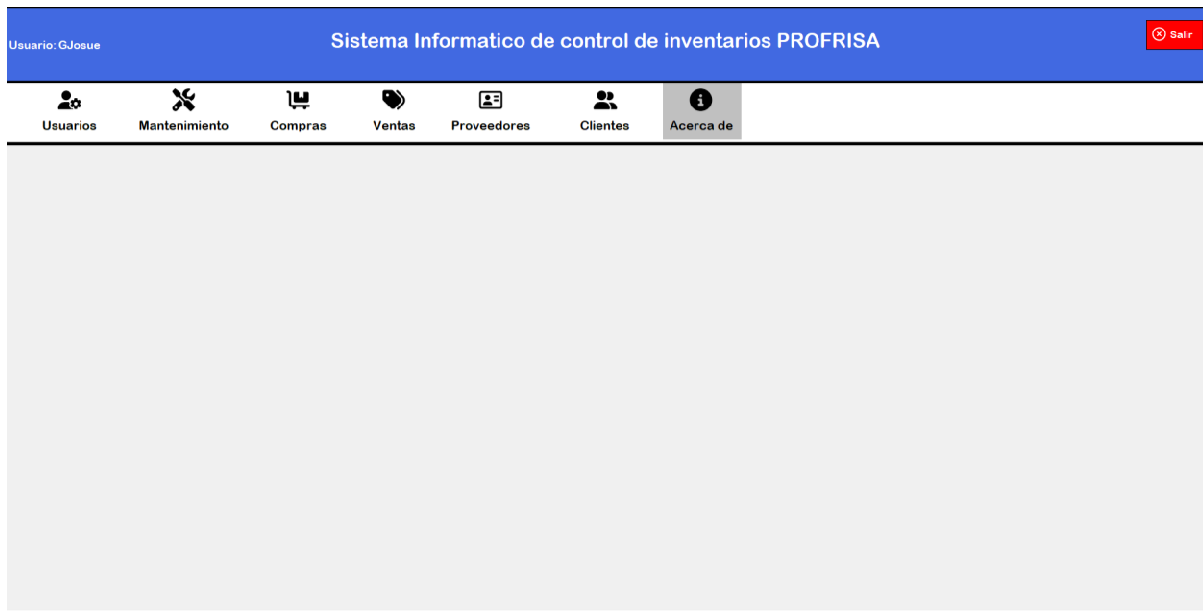 Usuario:GJosue
Sistema Informatico de control de inventarios PROFRISA
Salir
Usuarios
Mantenimiento
Compras
Ventas
Proveedores
Clientes
Acerca de